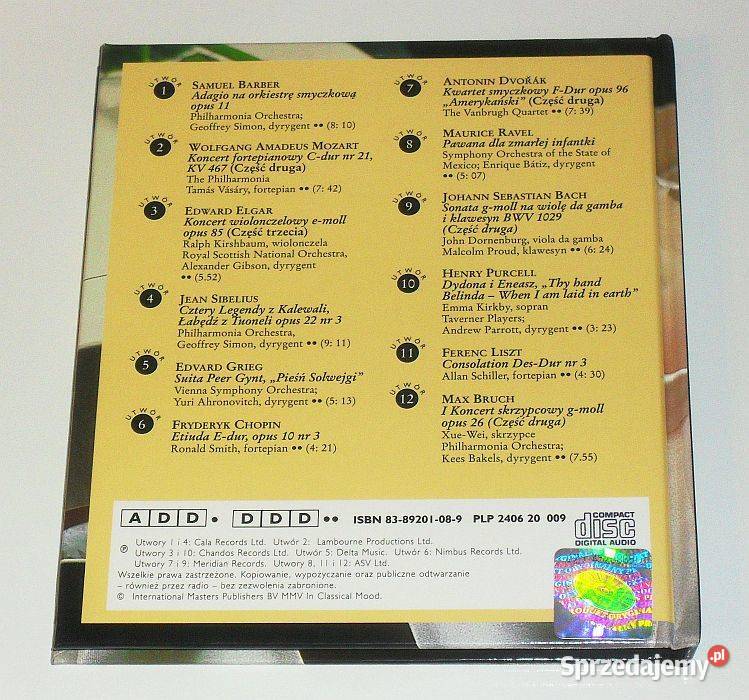 UTWÓR
1
SAMUEL BARBER
Adagio na orkiestrę smyczkową
opus 11
Philharmonia Orchestra;
Geoffrey Simon, dyrygent •• (8: 10)
UTWÓR
2
WOLFGANG AMADEUS MOZART
Koncert fortepianowy C-dur nr 21,
KV 467 (Część druga)
The Philharmonia
Tamás Vásáry, fortepian •• (7: 42)
UTWÓR
3
EDWARD ELGAR
Koncert wiolonczelowy e-moll
opus 85 (Część trzecia)
Ralph Kirshbaum, wiolonczela
Royal Scottish National Orchestra,
Alexander Gibson, dyrygent
•• (5.52)
UTWÓR
4
JEAN SIBELIUS
Cztery Legendy z Kalewali,
Łabędź z Tuoneli opus 22 nr 3
Philharmonia Orchestra,
Geoffrey Simon, dyrygent •• (9: 11)
UTWÓR
5
EDVARD GRIEG
Suita Peer Gynt, „Pieśń Solwejgi”
Vienna Symphony Orchestra;
Yuri Ahronovitch, dyrygent •• (5: 13)
UTWÓR
6
FRYDERYK CHOPIN
Etiuda E-dur, opus 10 nr 3
Ronald Smith, fortepian •• (4: 21)
UTWÓR
7
ANTONIN DVOŘÁK
Kwartet smyczkowy F-Dur opus 96
„Amerykański” (Część druga)
The Vanbrugh Quartet •• (7: 39)
UTWÓR
8
MAURICE RAVEL
Pawana dla zmarłej infantki
Symphony Orchestra of the State of
Mexico; Enrique Bátiz, dyrygent
•• (5: 07)
UTWÓR
9
JOHANN SEBASTIAN BACH
Sonata g-moll na wiolę da gamba
i klawesyn BWV 1029
(Część druga)
John Dornenburg, viola da gamba
Malcolm Proud, klawesyn •• (6: 24)
UTWÓR
10
HENRY PURCELL
Dydona i Eneasz, „Thy hand
Belinda – When I am laid in earth”
Emma Kirkby, sopran
Taverner Players;
Andrew Parrott, dyrygent •• (3: 23)
UTWÓR
11
FERENC LISZT
Consolation Des-Dur nr 3
Allan Schiller, fortepian •• (4: 30)
UTWÓR
12
MAX BRUCH
I Koncert skrzypcowy g-moll
opus 26 (Część druga)
Xue-Wei, skrzypce
Philharmonia Orchestra;
Kees Bakels, dyrygent •• (7.55)
ADD • DDD •• ISBN 83-89201-08-9 PLP 2406 20 009
COMPACT
disc
DIGITAL AUDIO
Utwory 1 i 4: Cala Records Ltd. Utwór 2: Lambourne Productions Ltd.
℗ Utwory 3 i 10: Chandos Records Ltd. Utwór 5: Delta Music. Utwór 6: Nimbus Records Ltd.
Utwory 7 i 9: Meridian Records. Utwory 8, 11 i 12: ASV Ltd.
Wszelkie prawa zastrzeżone. Kopiowanie, wypożyczanie oraz publiczne odtwarzanie
– również przez radio – bez zezwolenia zabronione.
© International Masters Publishers BV MMV In Classical Mood.
Sprzedajemy.pl